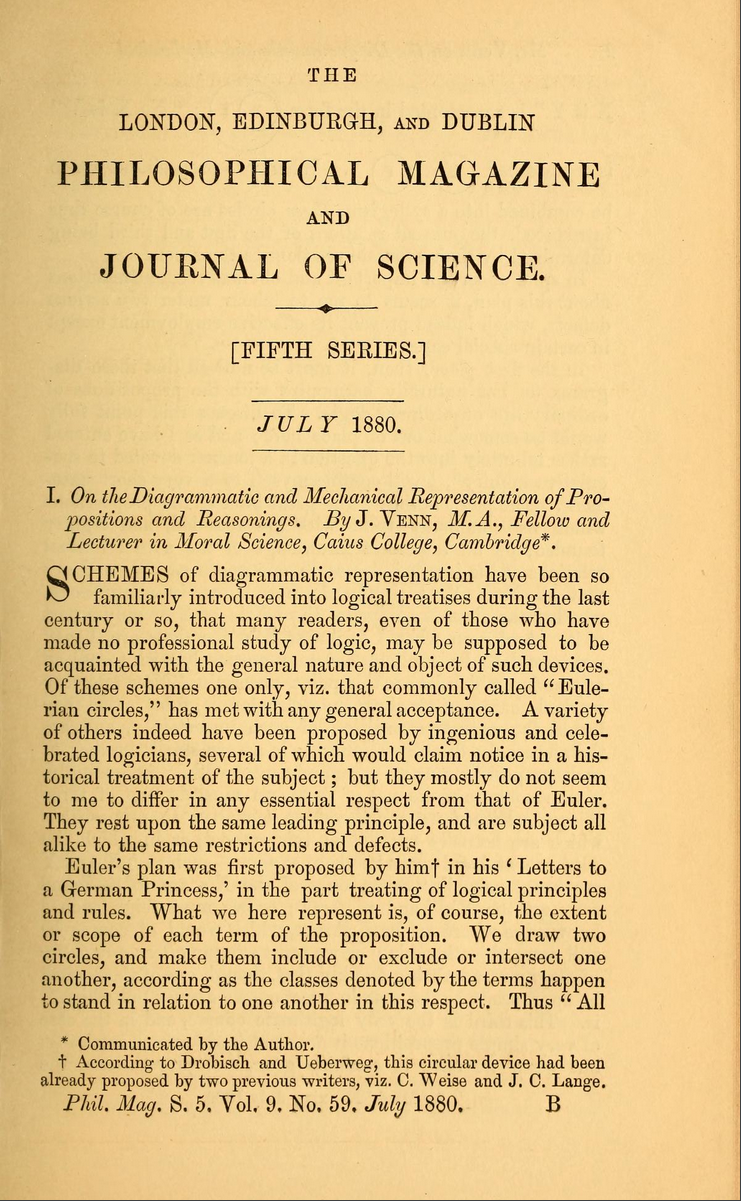 THE
LONDON, EDINBURGH, AND DUBLIN
PHILOSOPHICAL MAGAZINE
AND
JOURNAL OF SCIENCE.
[FIFTH SERIES.]
JULY 1880.
I. On the Diagrammatic and Mechanical Representation of Pro-
positions and Reasonings. By J. VENN, M.A., Fellow and
Lecturer in Moral Science, Caius College, Cambridge*.
SCHEMES of diagrammatic representation have been so
familiarly introduced into logical treatises during the last
century or so, that many readers, even of those who have
made no professional study of logic, may be supposed to be
acquainted with the general nature and object of such devices.
Of these schemes one only, viz. that commonly called “Eule-
rian circles,” has met with any general acceptance. A variety
of others indeed have been proposed by ingenious and cele-
brated logicians, several of which would claim notice in a his-
torical treatment of the subject; but they mostly do not seem
to me to differ in any essential respect from that of Euler.
They rest upon the same leading principle, and are subject all
alike to the same restrictions and defects.
Euler's plan was first proposed by him† in his ‘Letters to
a German Princess,’ in the part treating of logical principles
and rules. What we here represent is, of course, the extent
or scope of each term of the proposition. We draw two
circles, and make them include or exclude or intersect one
another, according as the classes denoted by the terms happen
to stand in relation to one another in this respect. Thus “All
* Communicated by the Author.
† According to Drobisch and Ueberweg, this circular device had been
already proposed by two previous writers, viz. C. Weise and J. C. Lange.
Phil. Mag. S. 5. Vol. 9. No. 59. July 1880. B